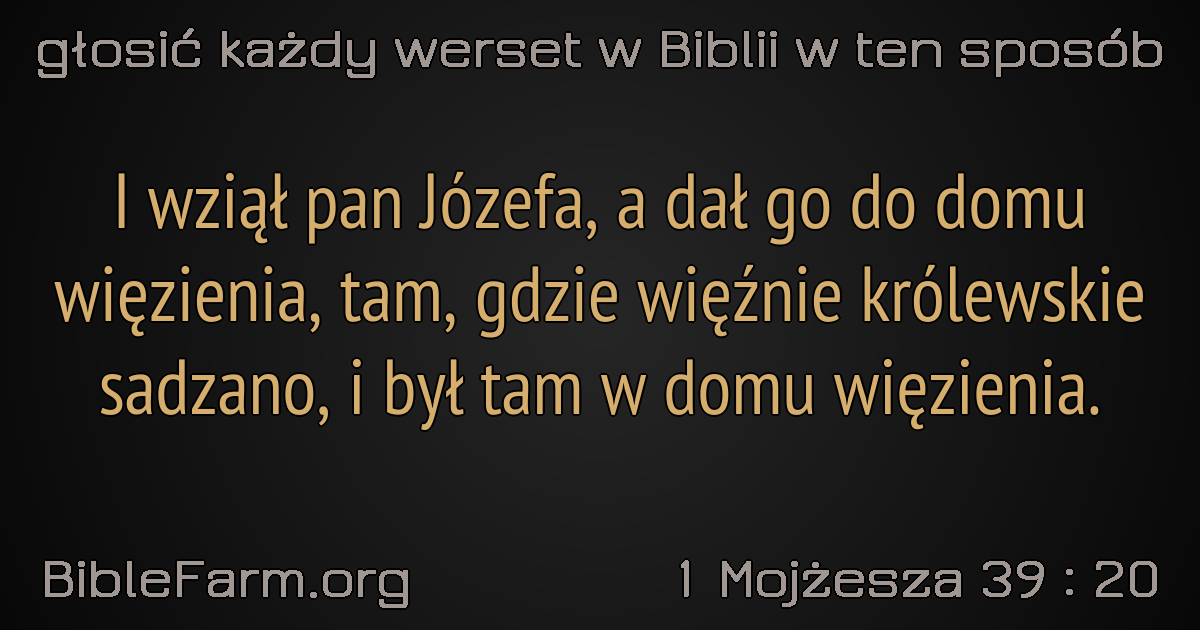 głosić każdy werset w Biblii w ten sposób
I wziął pan Józefa, a dał go do domu
więzienia, tam, gdzie więźnie królewskie
sadzano, i był tam w domu więzienia.
BibleFarm.org
1 Mojżesza 39 : 20